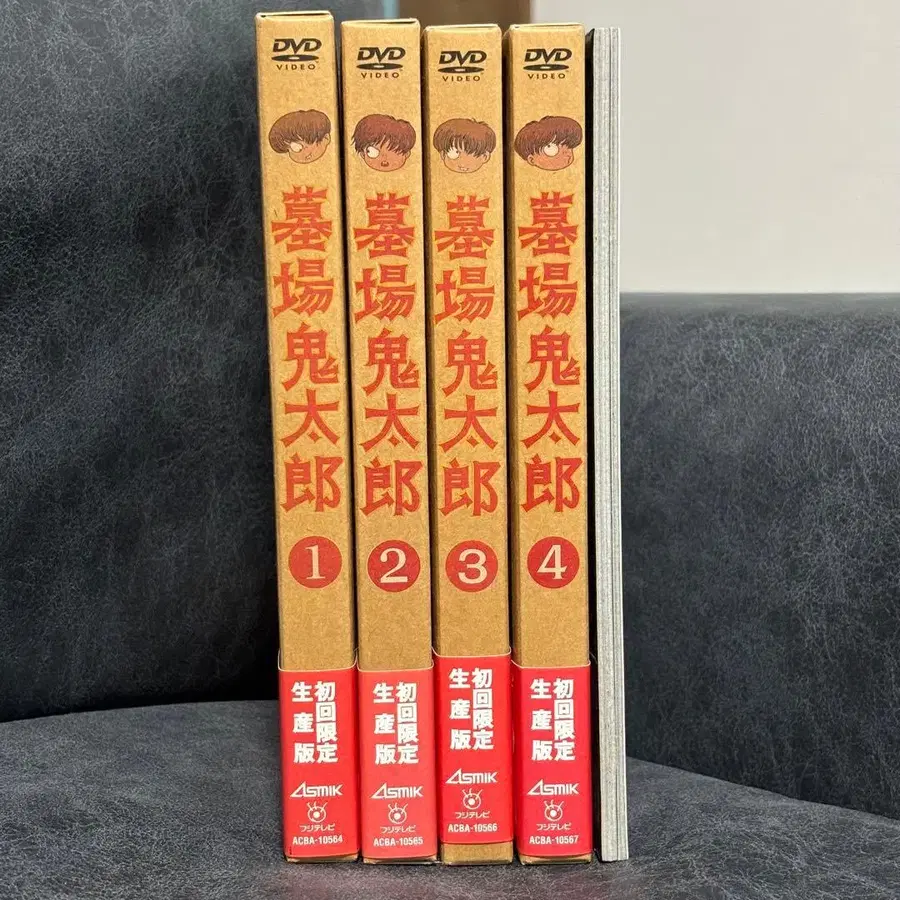 DVD
VIDEO
墓場鬼太郎
1
初回限定
生産版
ASMIK
フジテレビ
ACBA-10564
DVD
VIDEO
墓場鬼太郎
2
初回限定
生産版
ASMIK
フジテレビ
ACBA-10565
DVD
VIDEO
墓場鬼太郎
3
初回限定
生産版
ASMIK
フジテレビ
ACBA-10566
DVD
VIDEO
墓場鬼太郎
4
初回限定
生産版
ASMIK
フジテレビ
ACBA-10567